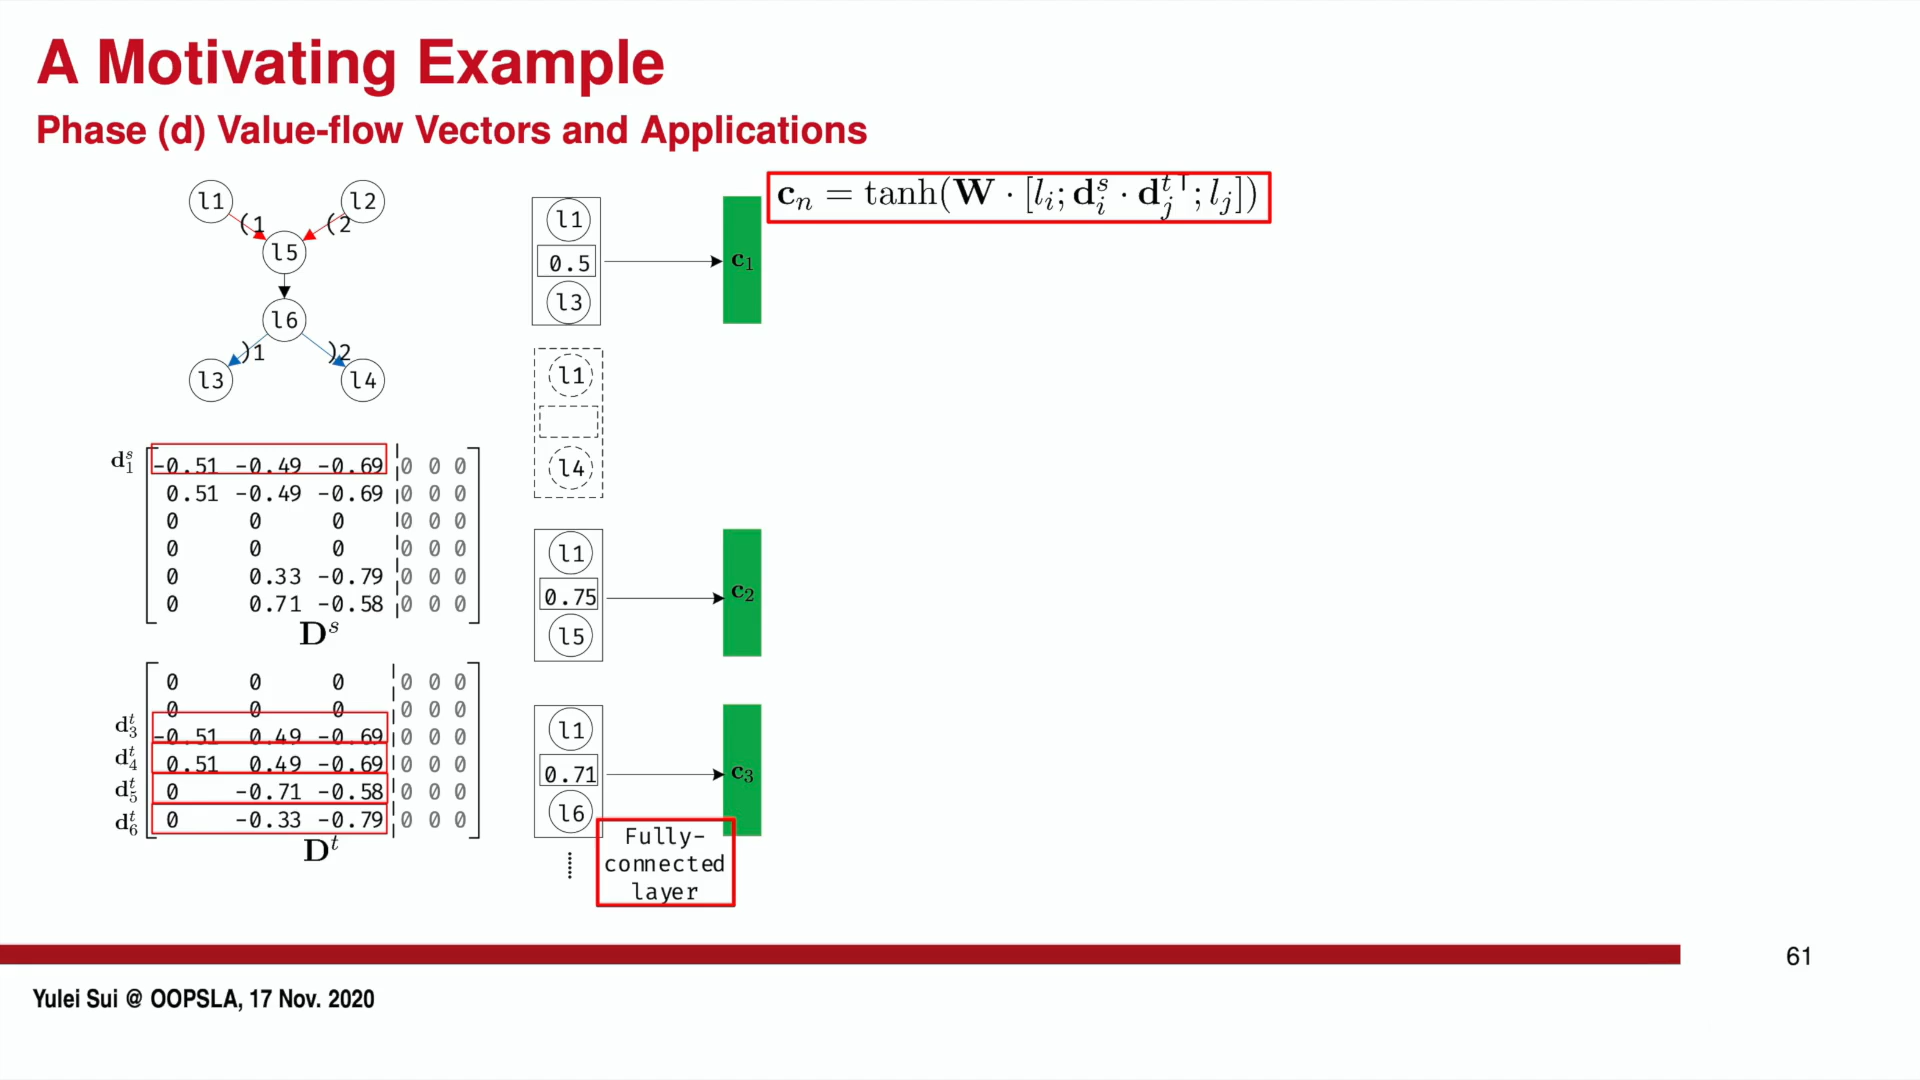 A Motivating Example
Phase (d) Value-flow Vectors and Applications
l1 l2
(1 (2
l5
l6
)1 )2
l3 l4
d₁ˢ
-0.51 -0.49 -0.69 0 0 0
0.51 -0.49 -0.69 0 0 0
0 0 0 0 0 0
0 0 0 0 0 0
0 0.33 -0.79 0 0 0
0 0.71 -0.58 0 0 0
Dˢ
0 0 0 0 0 0
0 0 0 0 0 0
d₃ᵗ -0.51 0.49 -0.69 0 0 0
d₄ᵗ 0.51 0.49 -0.69 0 0 0
d₅ᵗ 0 -0.71 -0.58 0 0 0
d₆ᵗ 0 -0.33 -0.79 0 0 0
Dᵗ
l1
0.5
l3
c₁
l1
l4
l1
0.75
l5
c₂
l1
0.71
l6
c₃
Fully-
connected
layer
cₙ = tanh(W · [lᵢ; dᵢˢ · dⱼᵗ⊤; lⱼ])
61
Yulei Sui @ OOPSLA, 17 Nov. 2020